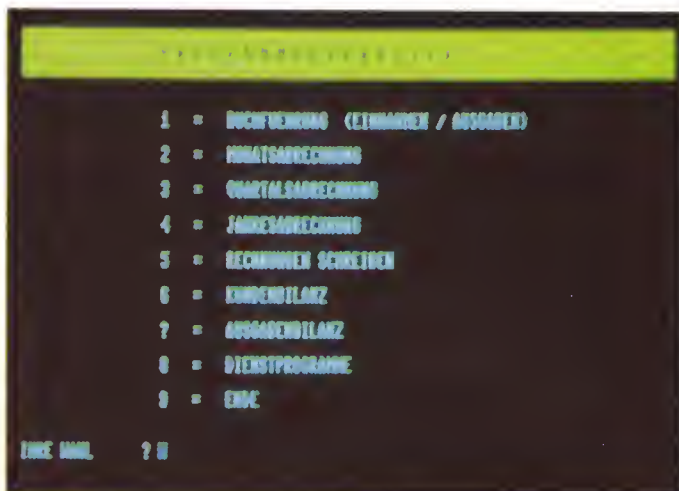 1 = BUCHFUEHRUNG (EINNAHMEN / AUSGABEN)
2 = MONATSABRECHNUNG
3 = QUARTALSABRECHNUNG
4 = JAHRESABRECHNUNG
5 = RECHNUNGEN SCHREIBEN
6 = KUNDENBILANZ
7 = AUSGABENBILANZ
8 = DIENSTPROGRAMME
9 = ENDE
IHRE WAHL ?